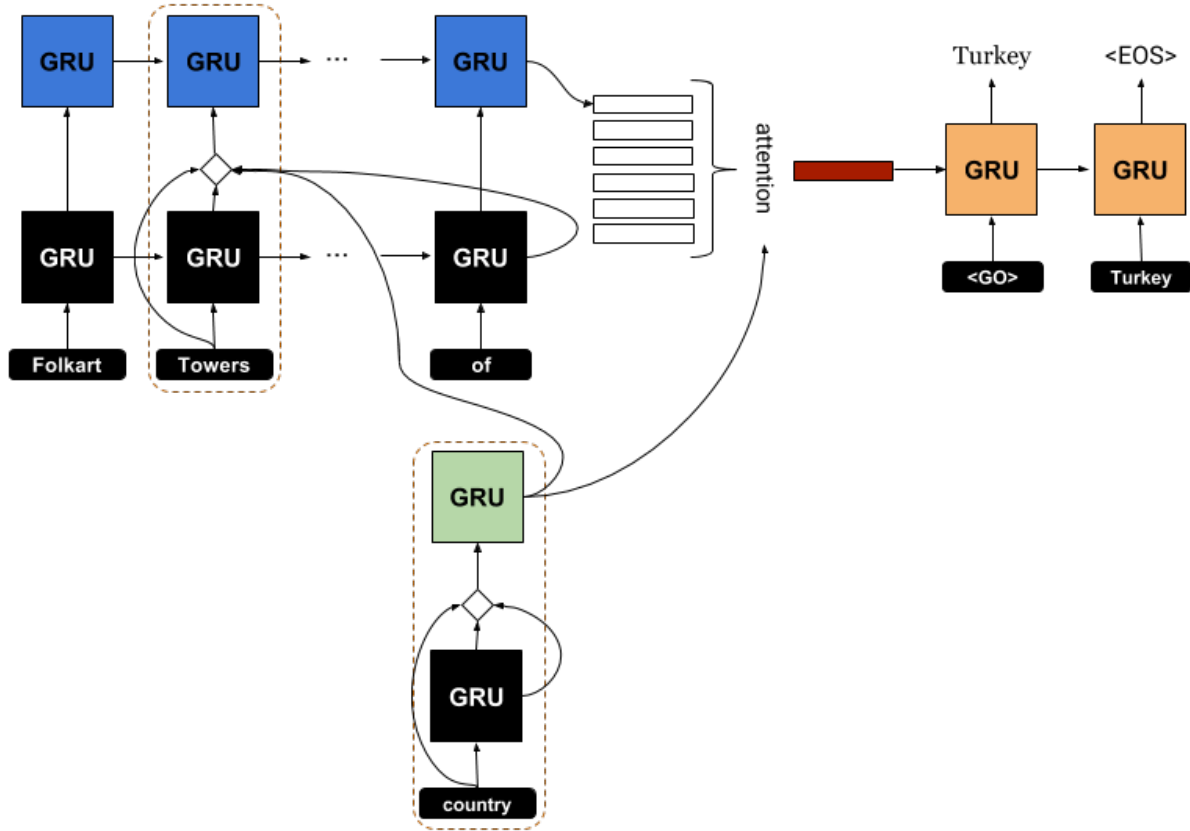 GRU
GRU
...
GRU
Turkey
<EOS>
attention
GRU
GRU
GRU
GRU
...
GRU
<GO>
Turkey
Folkart
Towers
of
GRU
GRU
country